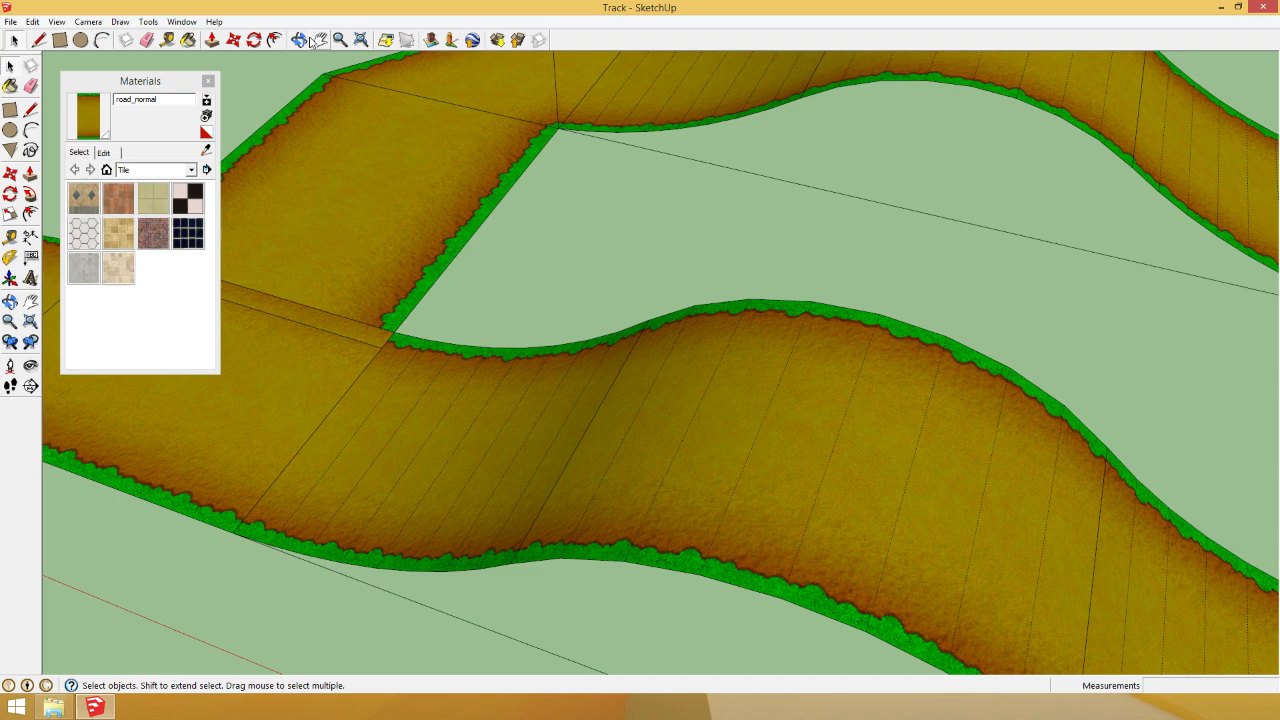 Track - SketchUp
File Edit View Camera Draw Tools Window Help
Materials
road_normal
Select Edit
Tile
Select objects. Shift to extend select. Drag mouse to select multiple.
Measurements